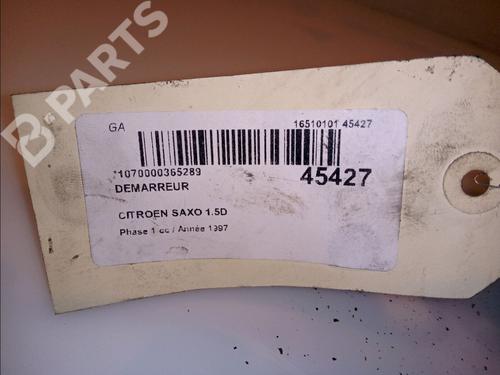 B-PARTS
GA
16510101 45427
*1070000365289
45427
DEMARREUR
CITROEN SAXO 1.5D
Phase 1 cc / Année 1997